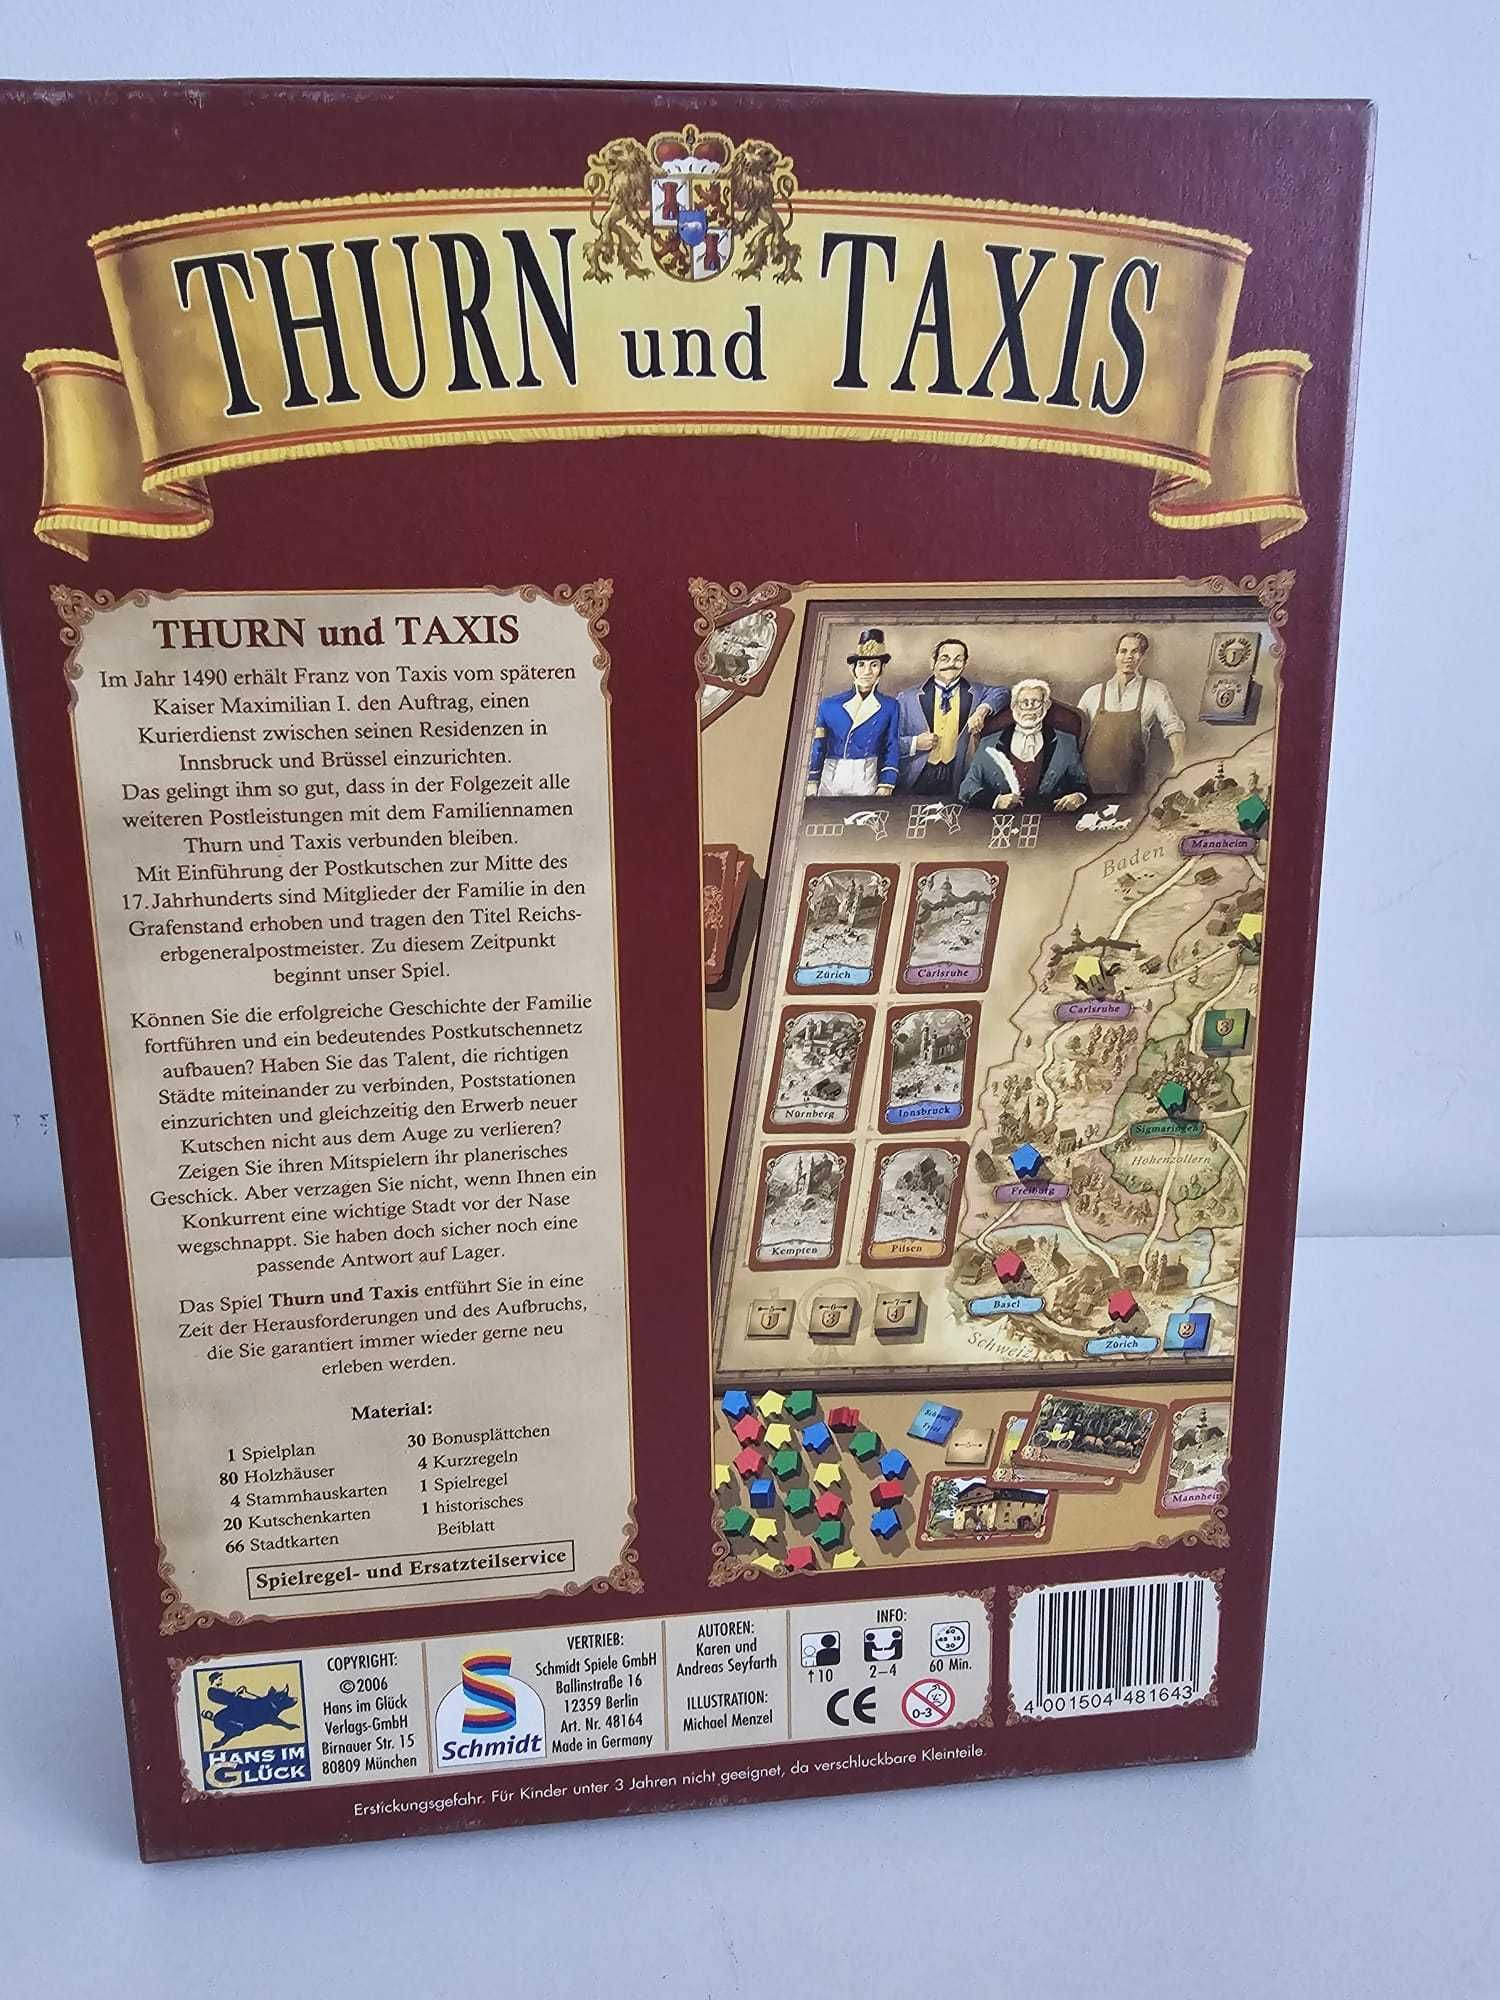 THURN und TAXIS
THURN und TAXIS
Im Jahr 1490 erhält Franz von Taxis vom späteren
Kaiser Maximilian I. den Auftrag, einen
Kurierdienst zwischen seinen Residenzen in
Innsbruck und Brüssel einzurichten.
Das gelingt ihm so gut, dass in der Folgezeit alle
weiteren Postleistungen mit dem Familiennamen
Thurn und Taxis verbunden bleiben.
Mit Einführung der Postkutschen zur Mitte des
17. Jahrhunderts sind Mitglieder der Familie in den
Grafenstand erhoben und tragen den Titel Reichs-
erbgeneralpostmeister. Zu diesem Zeitpunkt
beginnt unser Spiel.
Können Sie die erfolgreiche Geschichte der Familie
fortführen und ein bedeutendes Postkutschennetz
aufbauen? Haben Sie das Talent, die richtigen
Städte miteinander zu verbinden, Poststationen
einzurichten und gleichzeitig den Erwerb neuer
Kutschen nicht aus dem Auge zu verlieren?
Zeigen Sie ihren Mitspielern ihr planerisches
Geschick. Aber verzagen Sie nicht, wenn Ihnen ein
Konkurrent eine wichtige Stadt vor der Nase
wegschnappt. Sie haben doch sicher noch eine
passende Antwort auf Lager.
Das Spiel Thurn und Taxis entführt Sie in eine
Zeit der Herausforderungen und des Aufbruchs,
die Sie garantiert immer wieder gerne neu
erleben werden.
Material:
1 Spielplan
80 Holzhäuser
4 Stammhauskarten
20 Kutschenkarten
66 Stadtkarten
30 Bonusplättchen
4 Kurzregeln
1 Spielregel
1 historisches
Beiblatt
Spielregel- und Ersatzteilservice
1
6
Baden
Mannheim
Zürich
Carlsruhe
Carlsruhe
3
Nürnberg
Innsbruck
Sigmaringen
Hohenzollern
Freiburg
Kempten
Pilsen
Basel
5
1
6
3
7
4
Schweiz
Zürich
2
Mannheim
HANS IM
GLÜCK
COPYRIGHT:
©2006
Hans im Glück
Verlags-GmbH
Birnauer Str. 15
80809 München
Schmidt
VERTRIEB:
Schmidt Spiele GmbH
Ballinstraße 16
12359 Berlin
Art. Nr. 48164
Made in Germany
AUTOREN:
Karen und
Andreas Seyfarth
ILLUSTRATION:
Michael Menzel
INFO:
60
45 15
30
↑10
2–4
60 Min.
CE
0-3
4 001504 481643
Erstickungsgefahr. Für Kinder unter 3 Jahren nicht geeignet, da verschluckbare Kleinteile.